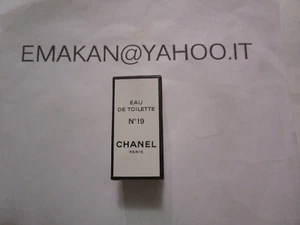 EMAKAN@YAHOO.IT
EAU
DE TOILETTE
N°19
CHANEL
PARIS